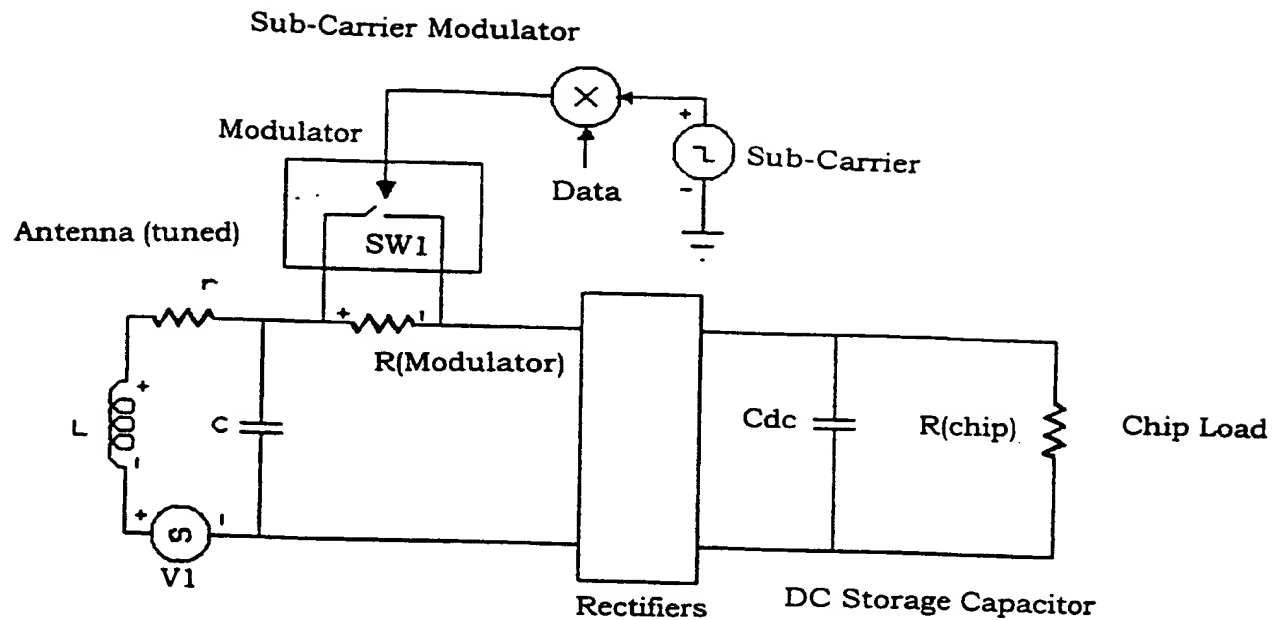 Sub-Carrier Modulator
Modulator
Data
+
-
Sub-Carrier
Antenna (tuned)
SW1
r
+ -
R(Modulator)
L
+
-
C
+
-
S
V1
Rectifiers
Cdc
R(chip)
Chip Load
DC Storage Capacitor